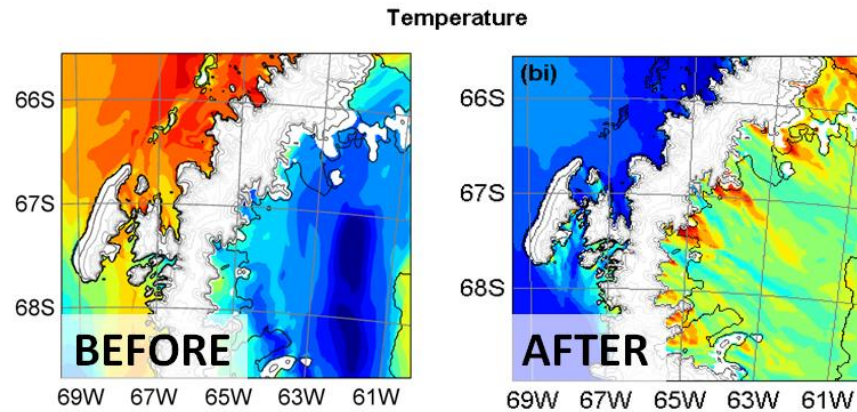 Temperature
(bi)
66S
67S
68S
BEFORE
69W 67W 65W 63W 61W
66S
67S
68S
AFTER
69W 67W 65W 63W 61W